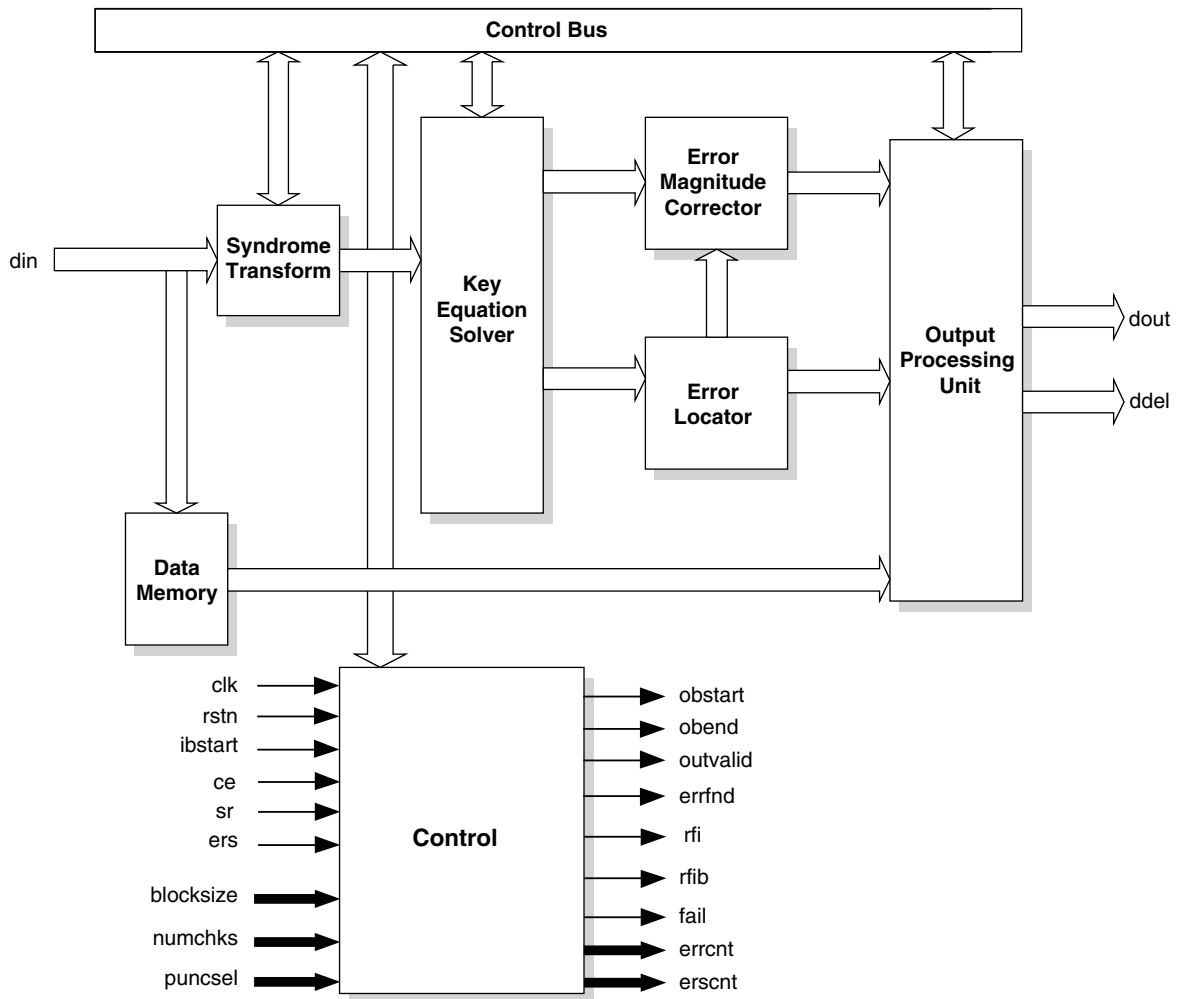 Control Bus
din
Syndrome
Transform
Key
Equation
Solver
Error
Magnitude
Corrector
Error
Locator
Output
Processing
Unit
dout
ddel
Data
Memory
clk
rstn
ibstart
ce
sr
ers
blocksize
numchks
puncsel
Control
obstart
obend
outvalid
errfnd
rfi
rfib
fail
errcnt
erscnt